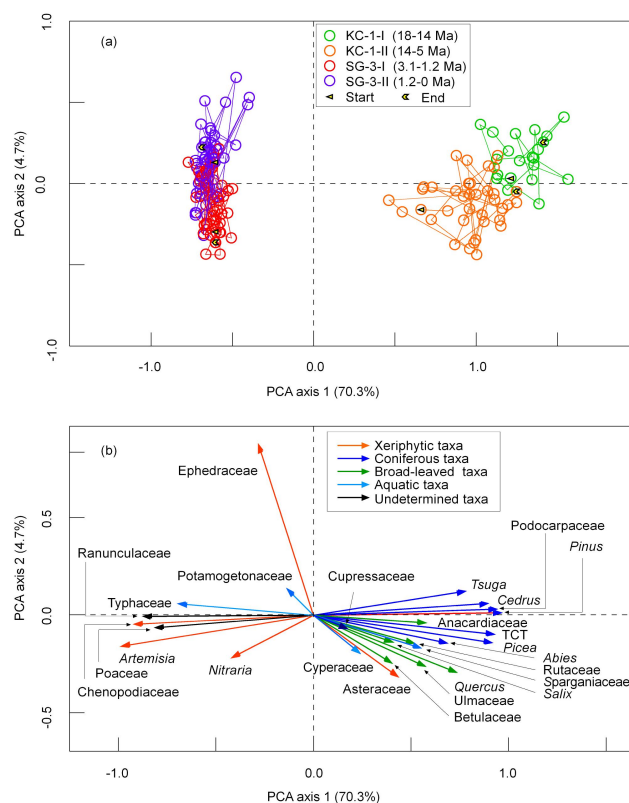 1.0
(a)
KC-1-I (18-14 Ma)
KC-1-II (14-5 Ma)
SG-3-I (3.1-1.2 Ma)
SG-3-II (1.2-0 Ma)
Start End
PCA axis 2 (4.7%)
0.0
-1.0
-1.0 0.0 1.0
PCA axis 1 (70.3%)
(b)
Xeriphytic taxa
Coniferous taxa
Broad-leaved taxa
Aquatic taxa
Undetermined taxa
Ephedraceae
PCA axis 2 (4.7%)
0.5
0.0
-0.5
Podocarpaceae
Pinus
Ranunculaceae
Potamogetonaceae
Cupressaceae
Tsuga
Cedrus
Typhaceae
Anacardiaceae
TCT
Picea
Artemisia
Poaceae
Chenopodiaceae
Nitraria
Cyperaceae
Asteraceae
Abies
Rutaceae
Sparganiaceae
Salix
Quercus
Ulmaceae
Betulaceae
-1.0 -0.5 0.0 0.5 1.0
PCA axis 1 (70.3%)